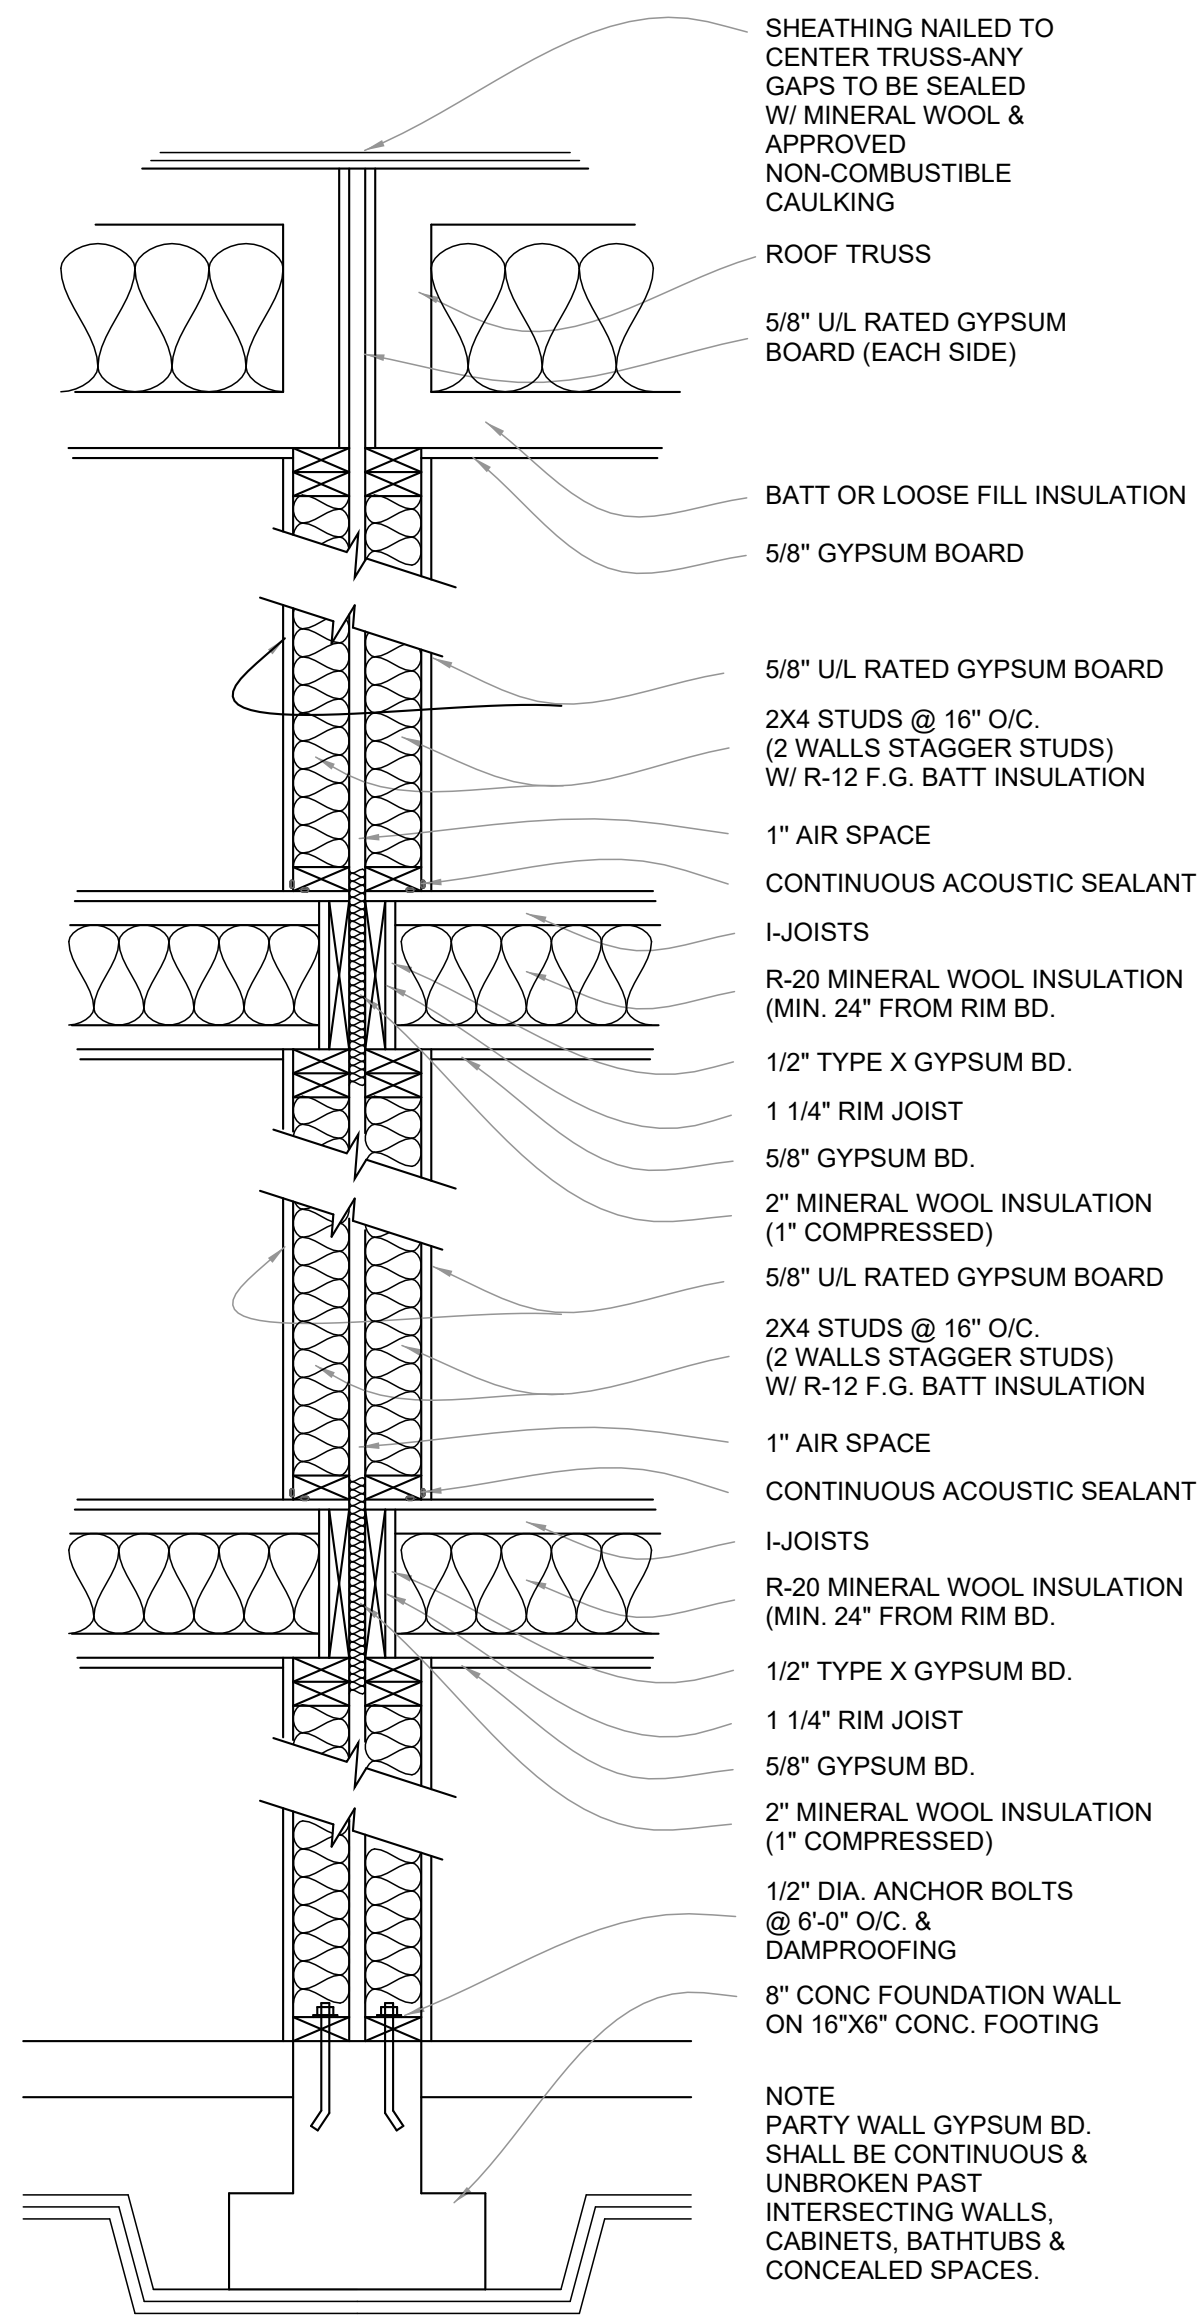 SHEATHING NAILED TO
CENTER TRUSS-ANY
GAPS TO BE SEALED
W/ MINERAL WOOL &
APPROVED
NON-COMBUSTIBLE
CAULKING
ROOF TRUSS
5/8" U/L RATED GYPSUM
BOARD (EACH SIDE)
BATT OR LOOSE FILL INSULATION
5/8" GYPSUM BOARD
5/8" U/L RATED GYPSUM BOARD
2X4 STUDS @ 16" O/C.
(2 WALLS STAGGER STUDS)
W/ R-12 F.G. BATT INSULATION
1" AIR SPACE
CONTINUOUS ACOUSTIC SEALANT
I-JOISTS
R-20 MINERAL WOOL INSULATION
(MIN. 24" FROM RIM BD.
1/2" TYPE X GYPSUM BD.
1 1/4" RIM JOIST
5/8" GYPSUM BD.
2" MINERAL WOOL INSULATION
(1" COMPRESSED)
5/8" U/L RATED GYPSUM BOARD
2X4 STUDS @ 16" O/C.
(2 WALLS STAGGER STUDS)
W/ R-12 F.G. BATT INSULATION
1" AIR SPACE
CONTINUOUS ACOUSTIC SEALANT
I-JOISTS
R-20 MINERAL WOOL INSULATION
(MIN. 24" FROM RIM BD.
1/2" TYPE X GYPSUM BD.
1 1/4" RIM JOIST
5/8" GYPSUM BD.
2" MINERAL WOOL INSULATION
(1" COMPRESSED)
1/2" DIA. ANCHOR BOLTS
@ 6'-0" O/C. &
DAMPROOFING
8" CONC FOUNDATION WALL
ON 16"X6" CONC. FOOTING
NOTE
PARTY WALL GYPSUM BD.
SHALL BE CONTINUOUS &
UNBROKEN PAST
INTERSECTING WALLS,
CABINETS, BATHTUBS &
CONCEALED SPACES.